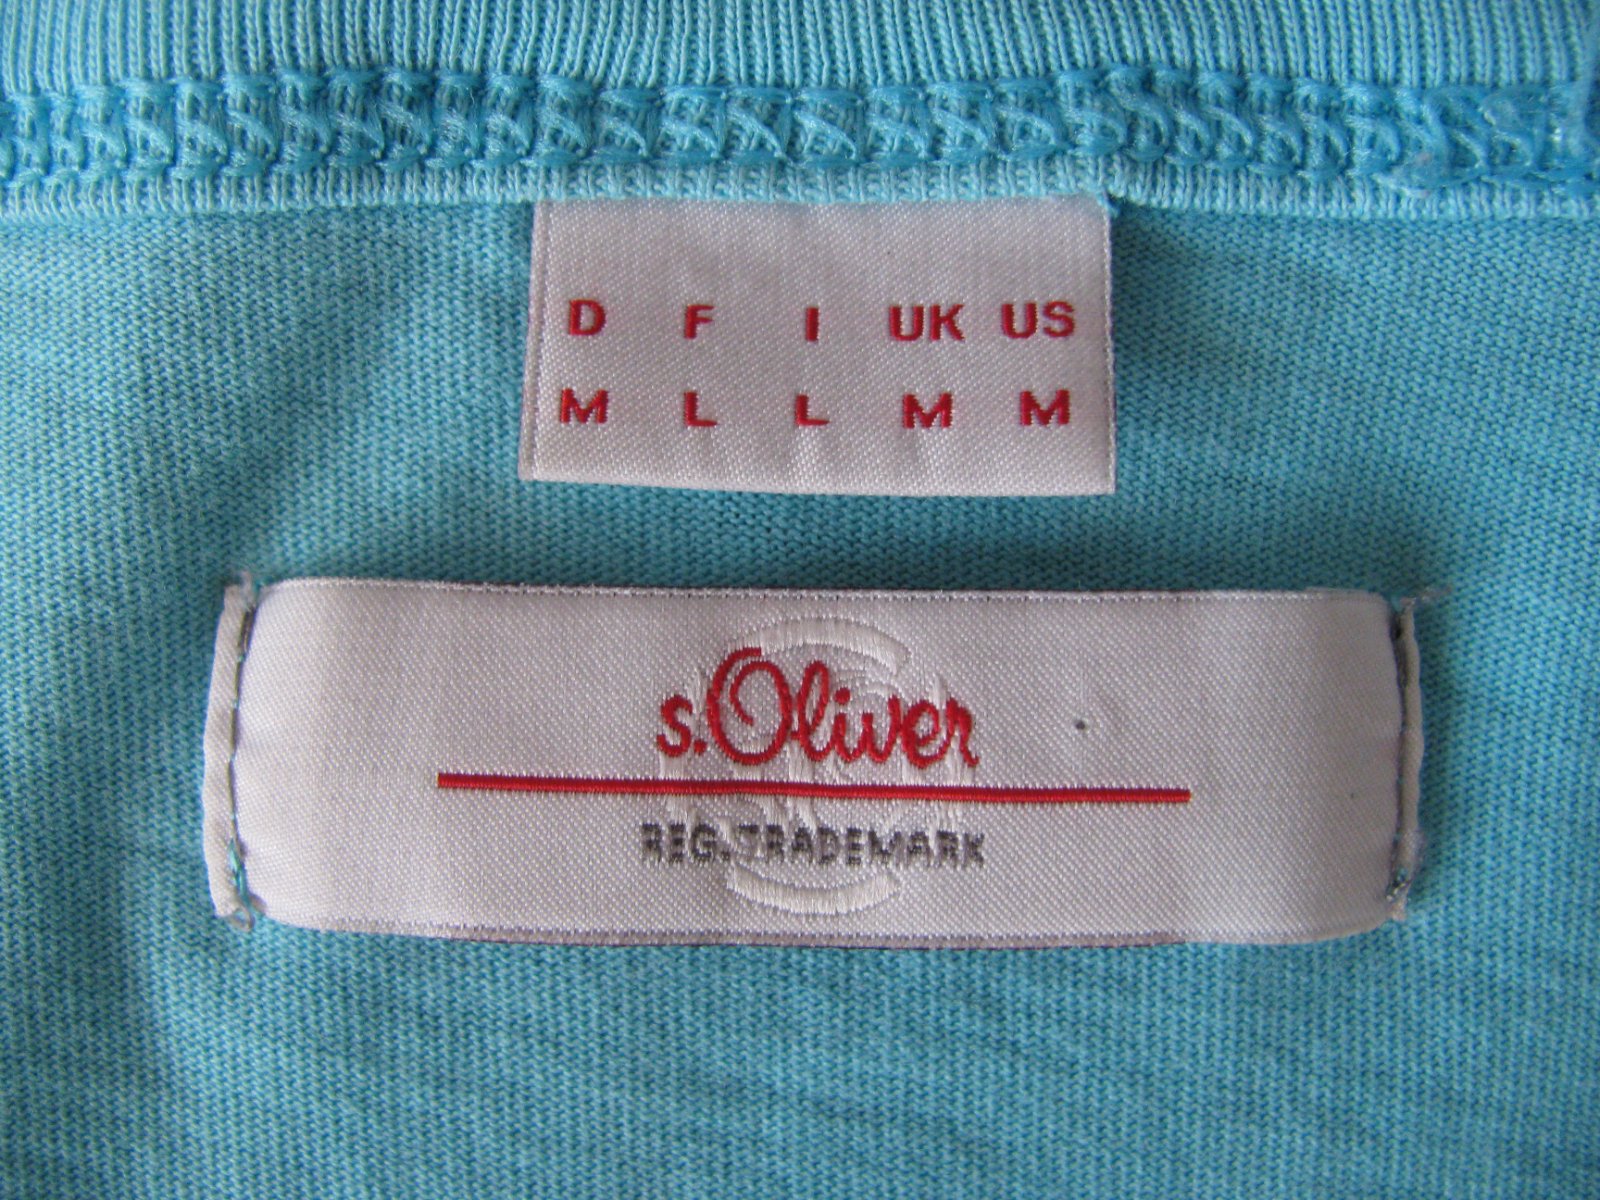 D F I UK US
M L L M M
s.Oliver
REG. TRADEMARK